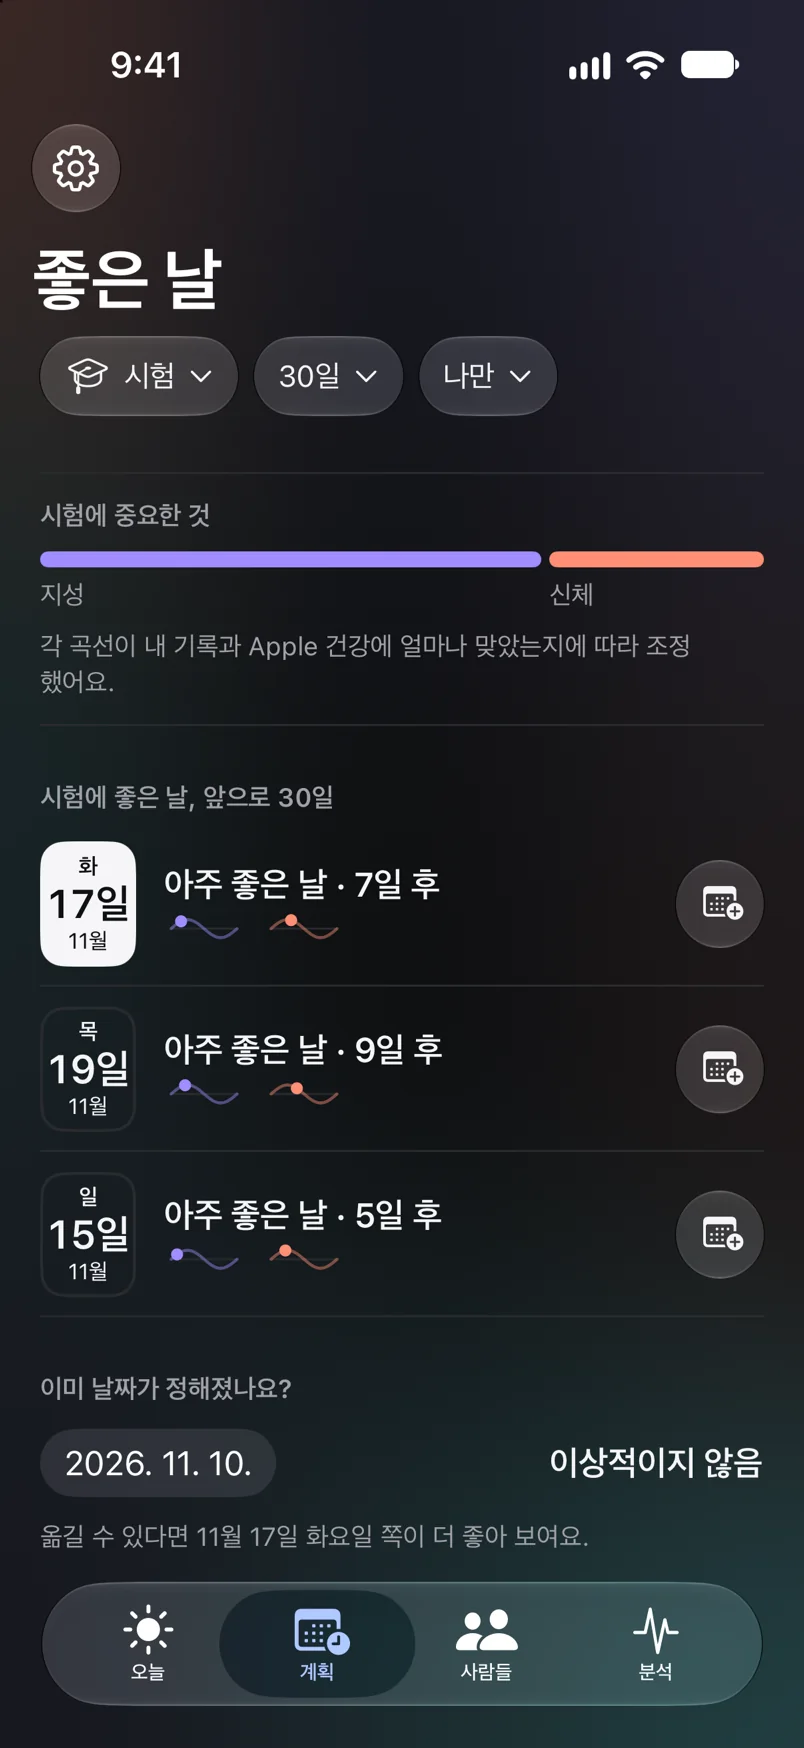 9:41
좋은 날
시험
30일
나만
시험에 중요한 것
지성
신체
각 곡선이 내 기록과 Apple 건강에 얼마나 맞았는지에 따라 조정
했어요.
시험에 좋은 날, 앞으로 30일
화
17일
11월
아주 좋은 날 · 7일 후
목
19일
11월
아주 좋은 날 · 9일 후
일
15일
11월
아주 좋은 날 · 5일 후
이미 날짜가 정해졌나요?
2026. 11. 10.
이상적이지 않음
옮길 수 있다면 11월 17일 화요일 쪽이 더 좋아 보여요.
오늘
계획
사람들
분석